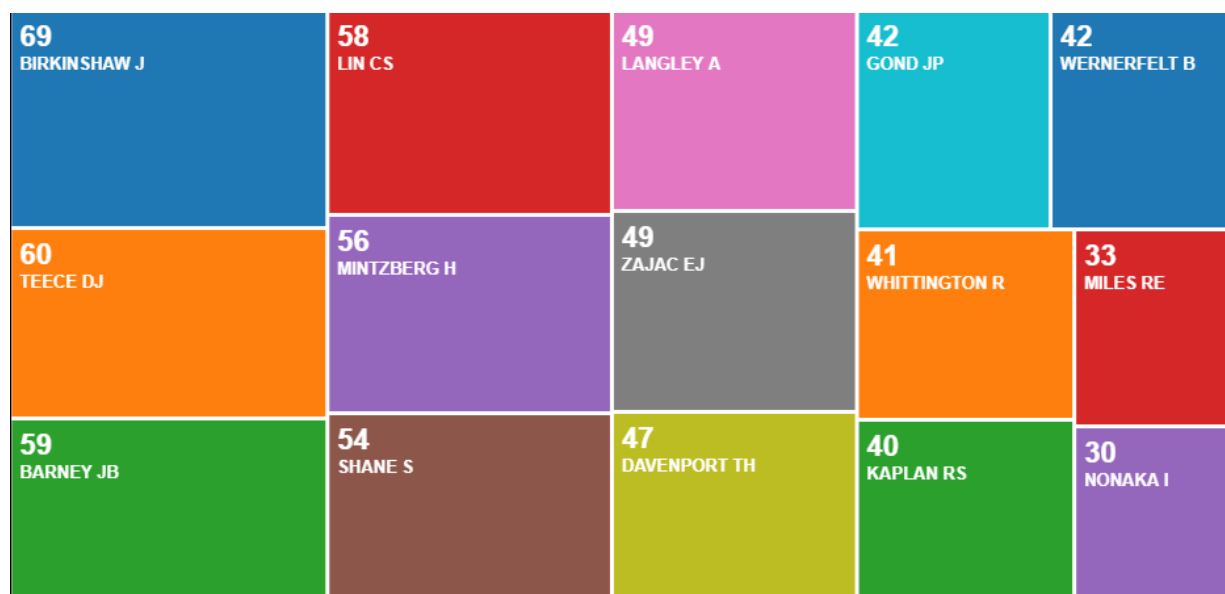 69
BIRKINSHAW J
60
TEECE DJ
59
BARNEY JB
58
LIN CS
56
MINTZBERG H
54
SHANE S
49
LANGLEY A
49
ZAJAC EJ
47
DAVENPORT TH
42
GOND JP
42
WERNERFELT B
41
WHITTINGTON R
33
MILES RE
40
KAPLAN RS
30
NONAKA I